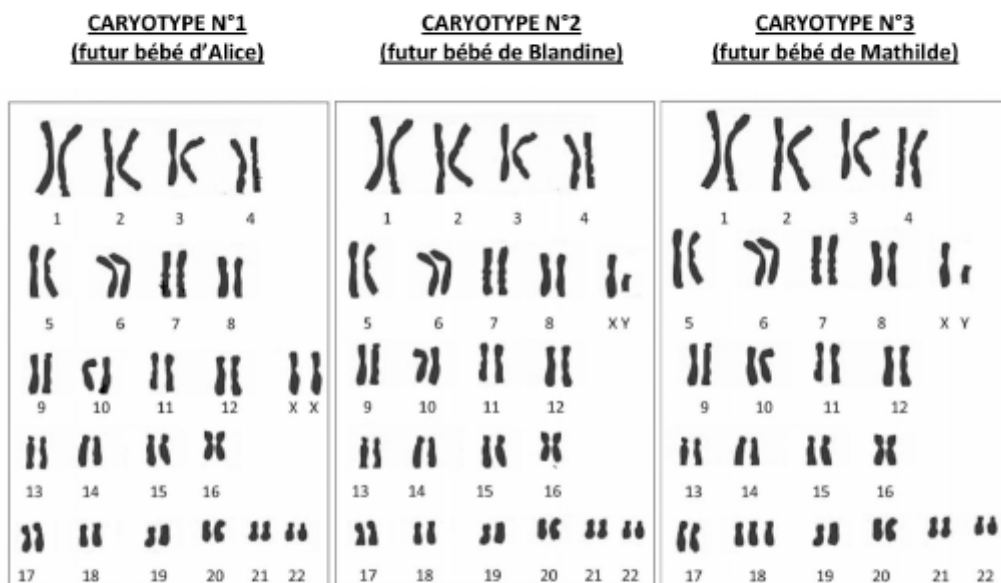 CARYOTYPE N°1
(futur bébé d'Alice)
1 2 3 4
5 6 7 8
9 10 11 12 X X
13 14 15 16
17 18 19 20 21 22
CARYOTYPE N°2
(futur bébé de Blandine)
1 2 3 4
5 6 7 8 X Y
9 10 11 12
13 14 15 16
17 18 19 20 21 22
CARYOTYPE N°3
(futur bébé de Mathilde)
1 2 3 4
5 6 7 8 X Y
9 10 11 12
13 14 15 16
17 18 19 20 21 22